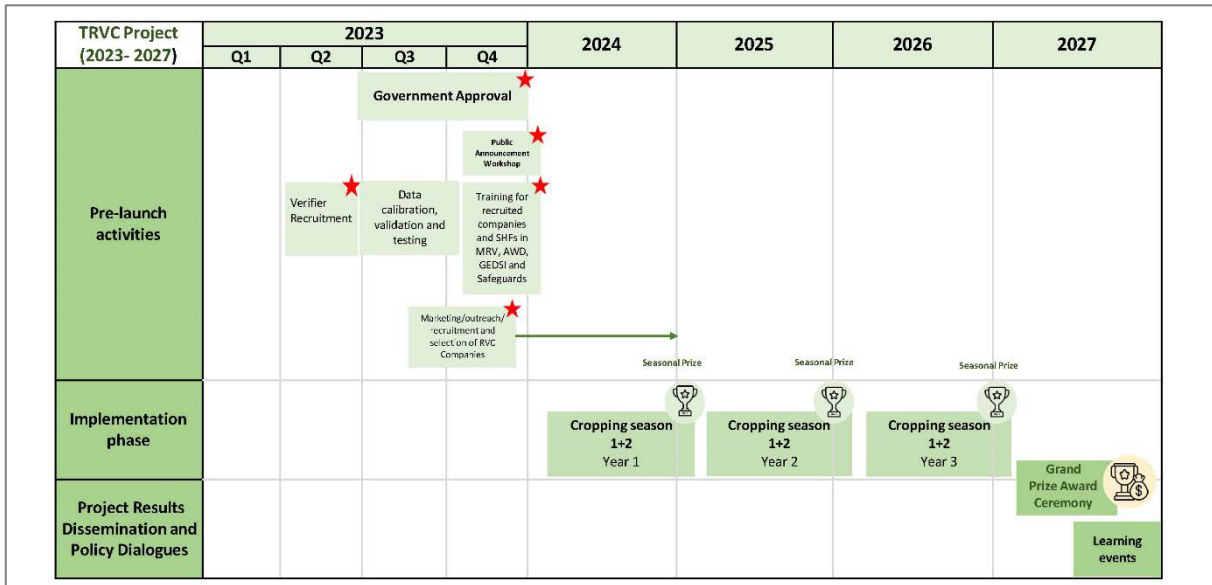 TRVC Project
(2023- 2027)
2023
Q1
Q2
Q3
Q4
2024
2025
2026
2027
Pre-launch
activities
Government Approval
Public
Announcement
Workshop
Verifier
Recruitment
Data
calibration,
validation and
testing
Training for
recruited
companies
and SHFs in
MRV, AWD,
GEDSI and
Safeguards
Marketing/outreach/
recruitment and
selection of RVC
Companies
Seasonal Prize
Seasonal Prize
Seasonal Prize
Implementation
phase
Cropping season
1+2
Year 1
Cropping season
1+2
Year 2
Cropping season
1+2
Year 3
Grand
Prize Award
Ceremony
Project Results
Dissemination and
Policy Dialogues
Learning
events